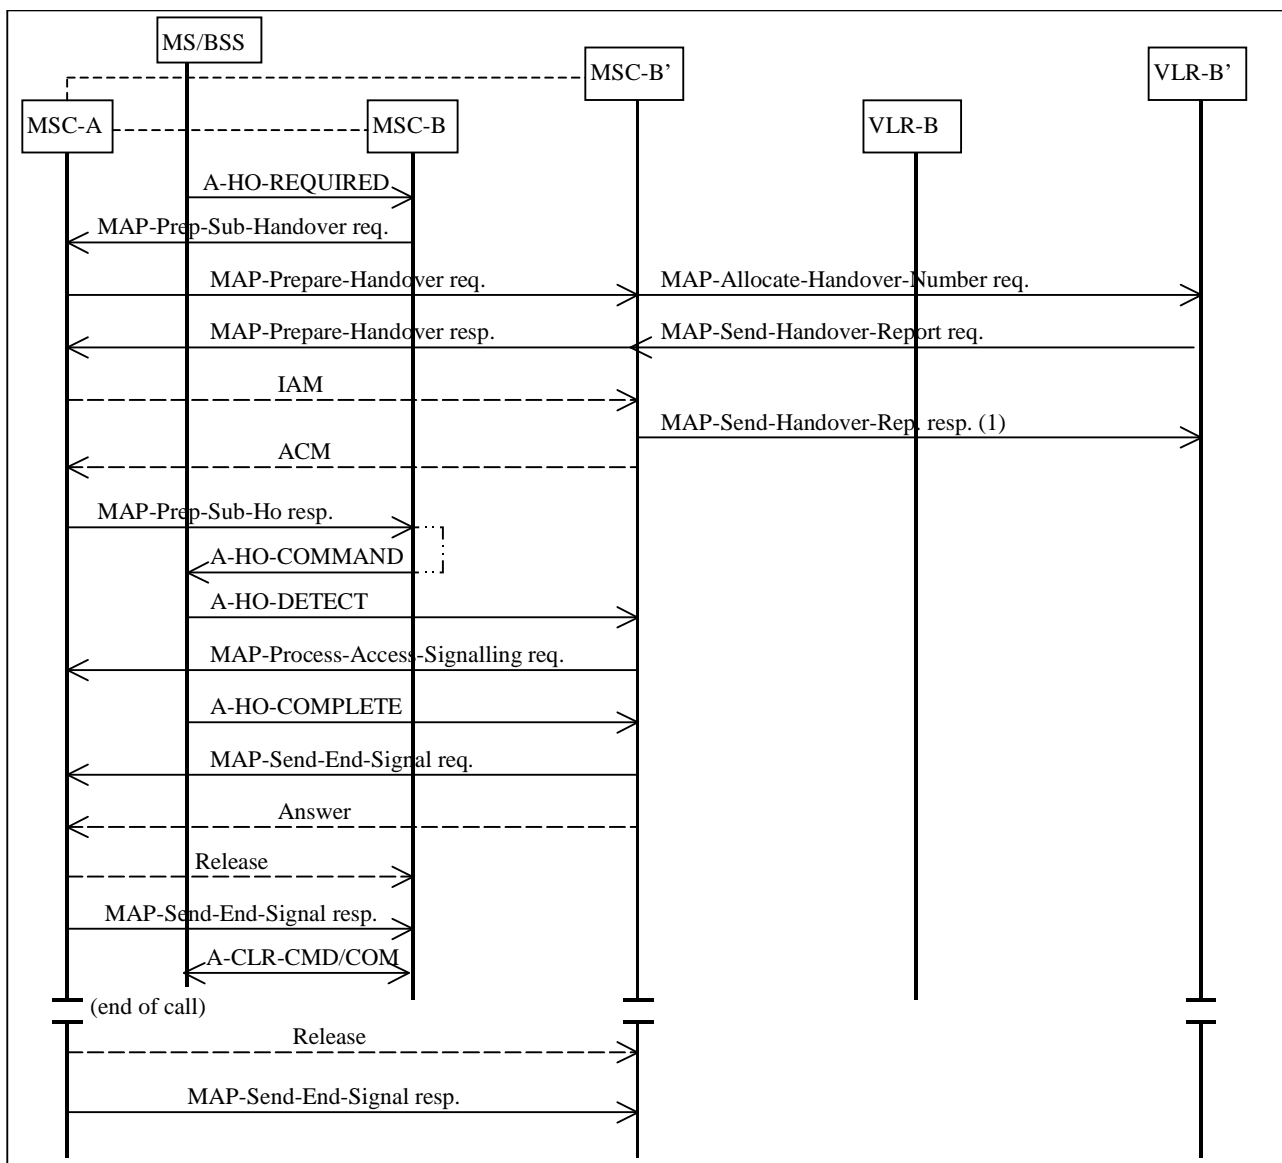 MS/BSS
MSC-B’
VLR-B’
MSC-A
MSC-B
VLR-B
A-HO-REQUIRED
MAP-Prep-Sub-Handover req.
MAP-Prepare-Handover req.
MAP-Allocate-Handover-Number req.
MAP-Prepare-Handover resp.
MAP-Send-Handover-Report req.
IAM
MAP-Send-Handover-Rep. resp. (1)
ACM
MAP-Prep-Sub-Ho resp.
A-HO-COMMAND
A-HO-DETECT
MAP-Process-Access-Signalling req.
A-HO-COMPLETE
MAP-Send-End-Signal req.
Answer
Release
MAP-Send-End-Signal resp.
A-CLR-CMD/COM
(end of call)
Release
MAP-Send-End-Signal resp.